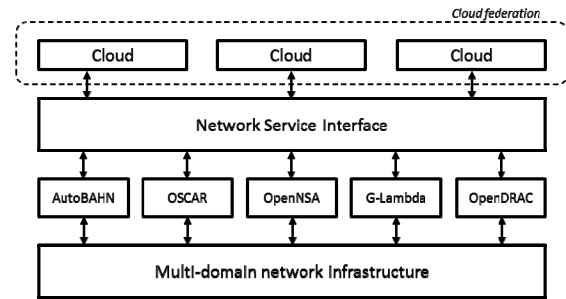 Cloud federation
Cloud Cloud Cloud
Network Service Interface
AutoBAHN OSCAR OpenNSA G-Lambda OpenDRAC
Multi-domain network Infrastructure